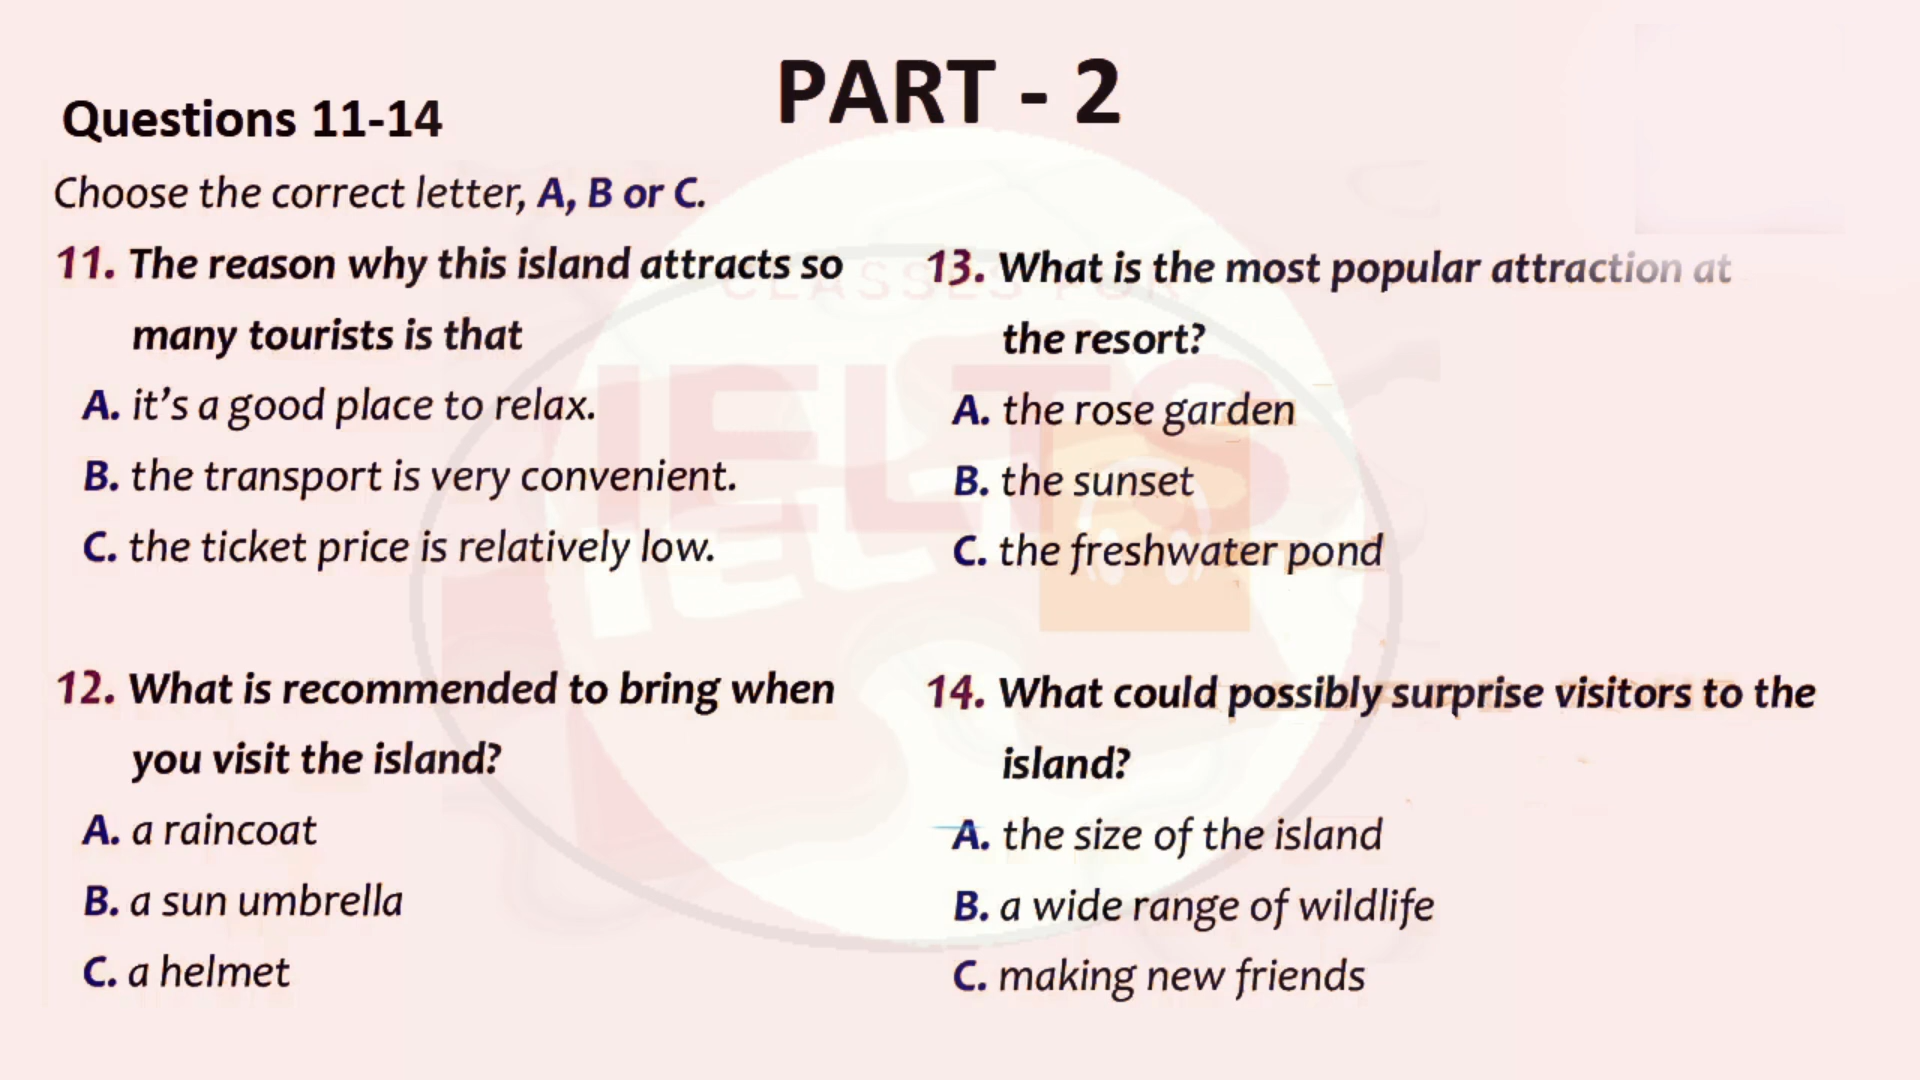 PART - 2
Questions 11-14
Choose the correct letter, A, B or C.
11. The reason why this island attracts so
many tourists is that
A. it's a good place to relax.
B. the transport is very convenient.
C. the ticket price is relatively low.
12. What is recommended to bring when
you visit the island?
A. a raincoat
B. a sun umbrella
C. a helmet
13. What is the most popular attraction at
the resort?
A. the rose garden
B. the sunset
C. the freshwater pond
14. What could possibly surprise visitors to the
island?
A. the size of the island
B. a wide range of wildlife
C. making new friends
CLASSES FOR
IELTS
IELTS